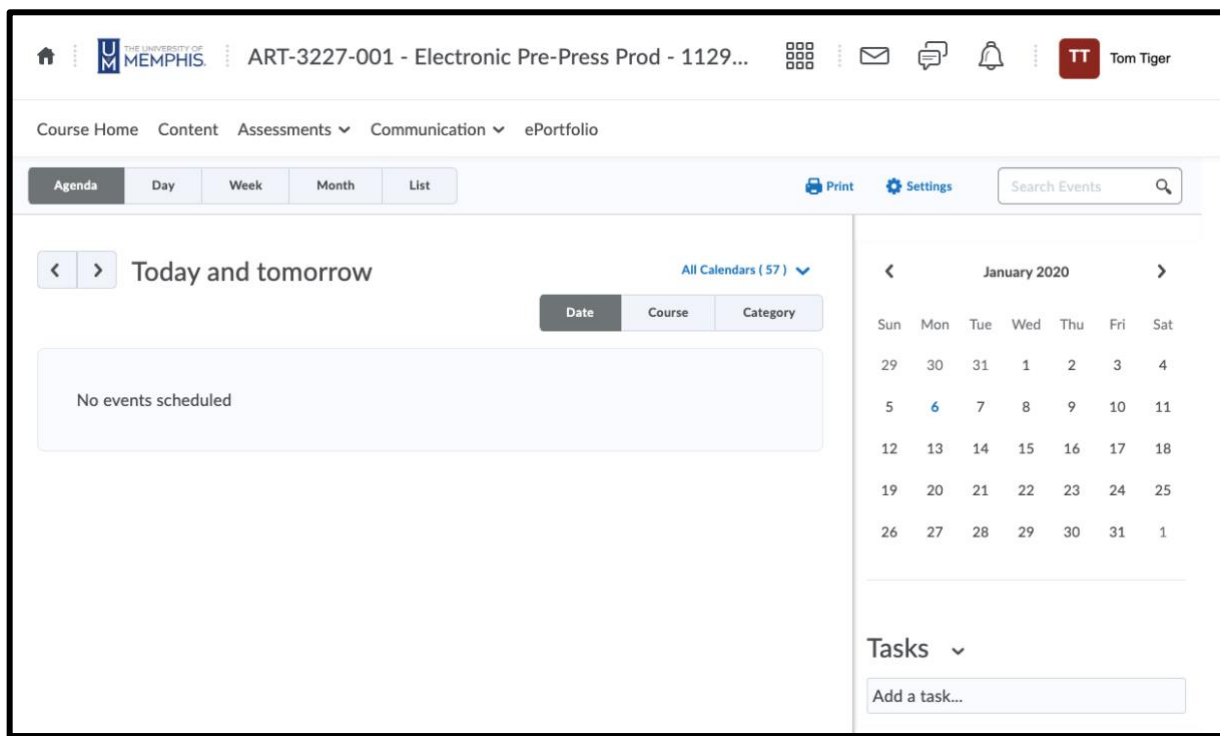 UM THE UNIVERSITY OF MEMPHIS. ART-3227-001 - Electronic Pre-Press Prod - 1129... TT Tom Tiger
Course Home Content Assessments Communication ePortfolio
Agenda Day Week Month List Print Settings Search Events
Today and tomorrow All Calendars ( 57 )
Date Course Category
No events scheduled
January 2020
Sun Mon Tue Wed Thu Fri Sat
29 30 31 1 2 3 4
5 6 7 8 9 10 11
12 13 14 15 16 17 18
19 20 21 22 23 24 25
26 27 28 29 30 31 1
Tasks
Add a task...